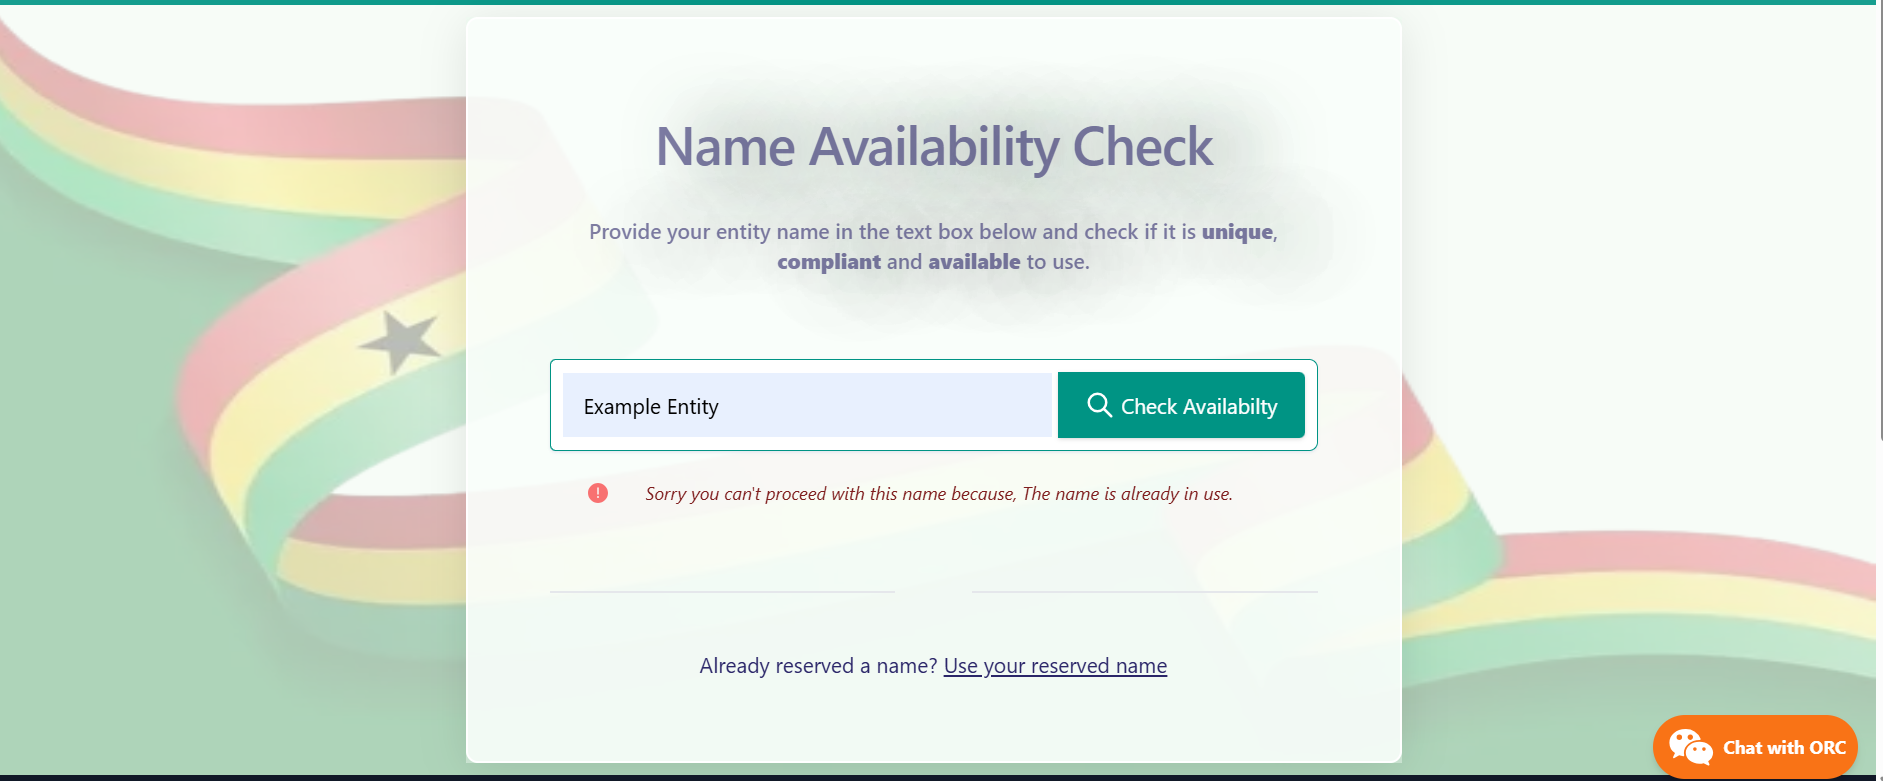 Name Availability Check
Provide your entity name in the text box below and check if it is unique,
compliant and available to use.
Example Entity
Check Availabilty
Sorry you can't proceed with this name because, The name is already in use.
Already reserved a name? Use your reserved name
Chat with ORC